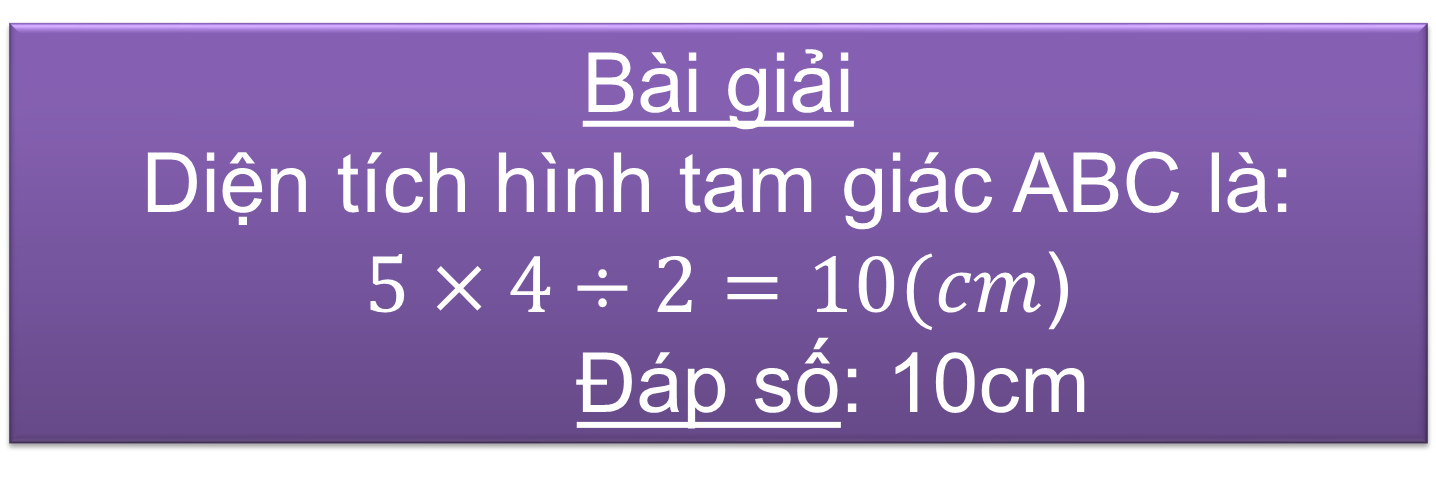 Bài giải
Diện tích hình tam giác ABC là:
5 × 4 ÷ 2 = 10(cm)
Đáp số: 10cm